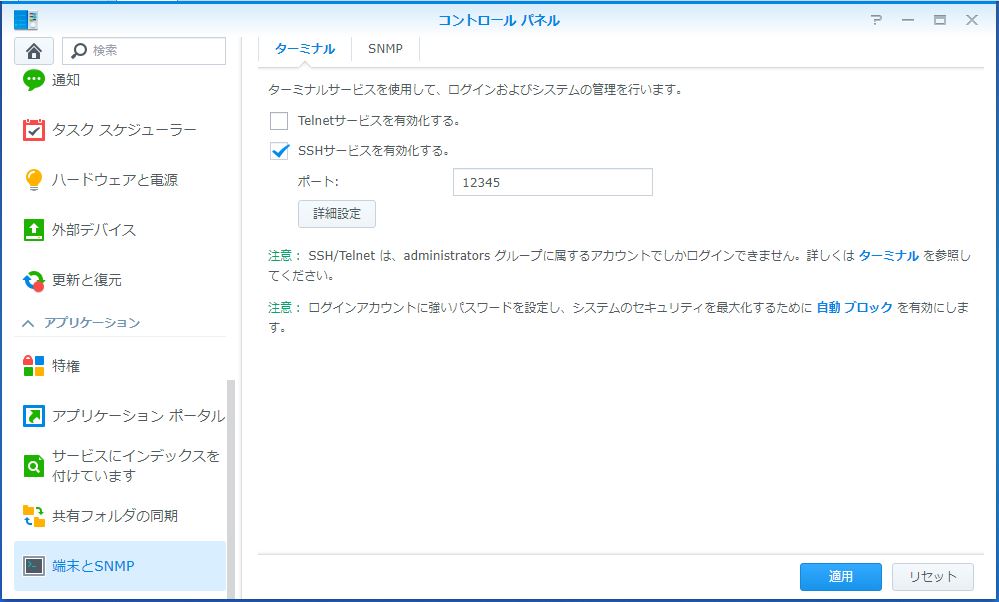 コントロール パネル
検索
通知
タスク スケジューラー
ハードウェアと電源
外部デバイス
更新と復元
アプリケーション
特権
アプリケーション ポータル
サービスにインデックスを
付けています
共有フォルダの同期
端末とSNMP
ターミナル
SNMP
ターミナルサービスを使用して、ログインおよびシステムの管理を行います。
Telnetサービスを有効化する。
SSHサービスを有効化する。
ポート:
12345
詳細設定
注意： SSH/Telnet は、administrators グループに属するアカウントでしかログインできません。詳しくは ターミナル を参照し
てください。
注意： ログインアカウントに強いパスワードを設定し、システムのセキュリティを最大化するために 自動 ブロック を有効にしま
す。
適用
リセット